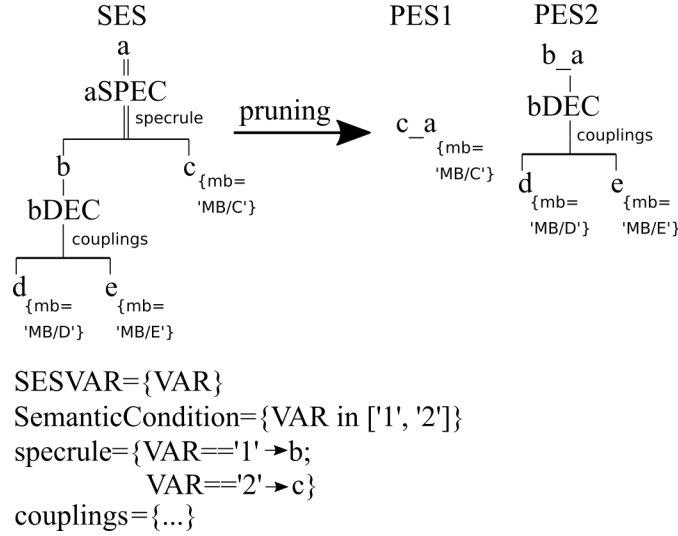 SES
PES1
PES2
a
aSPEC
specrule
b
c
{mb=
'MB/C'}
bDEC
couplings
d
{mb=
'MB/D'}
e
{mb=
'MB/E'}
pruning
c_a
{mb=
'MB/C'}
b_a
bDEC
couplings
d
{mb=
'MB/D'}
e
{mb=
'MB/E'}
SESVAR={VAR}
SemanticCondition={VAR in ['1', '2']}
specrule={VAR=='1'→b;
VAR=='2'→c}
couplings={...}